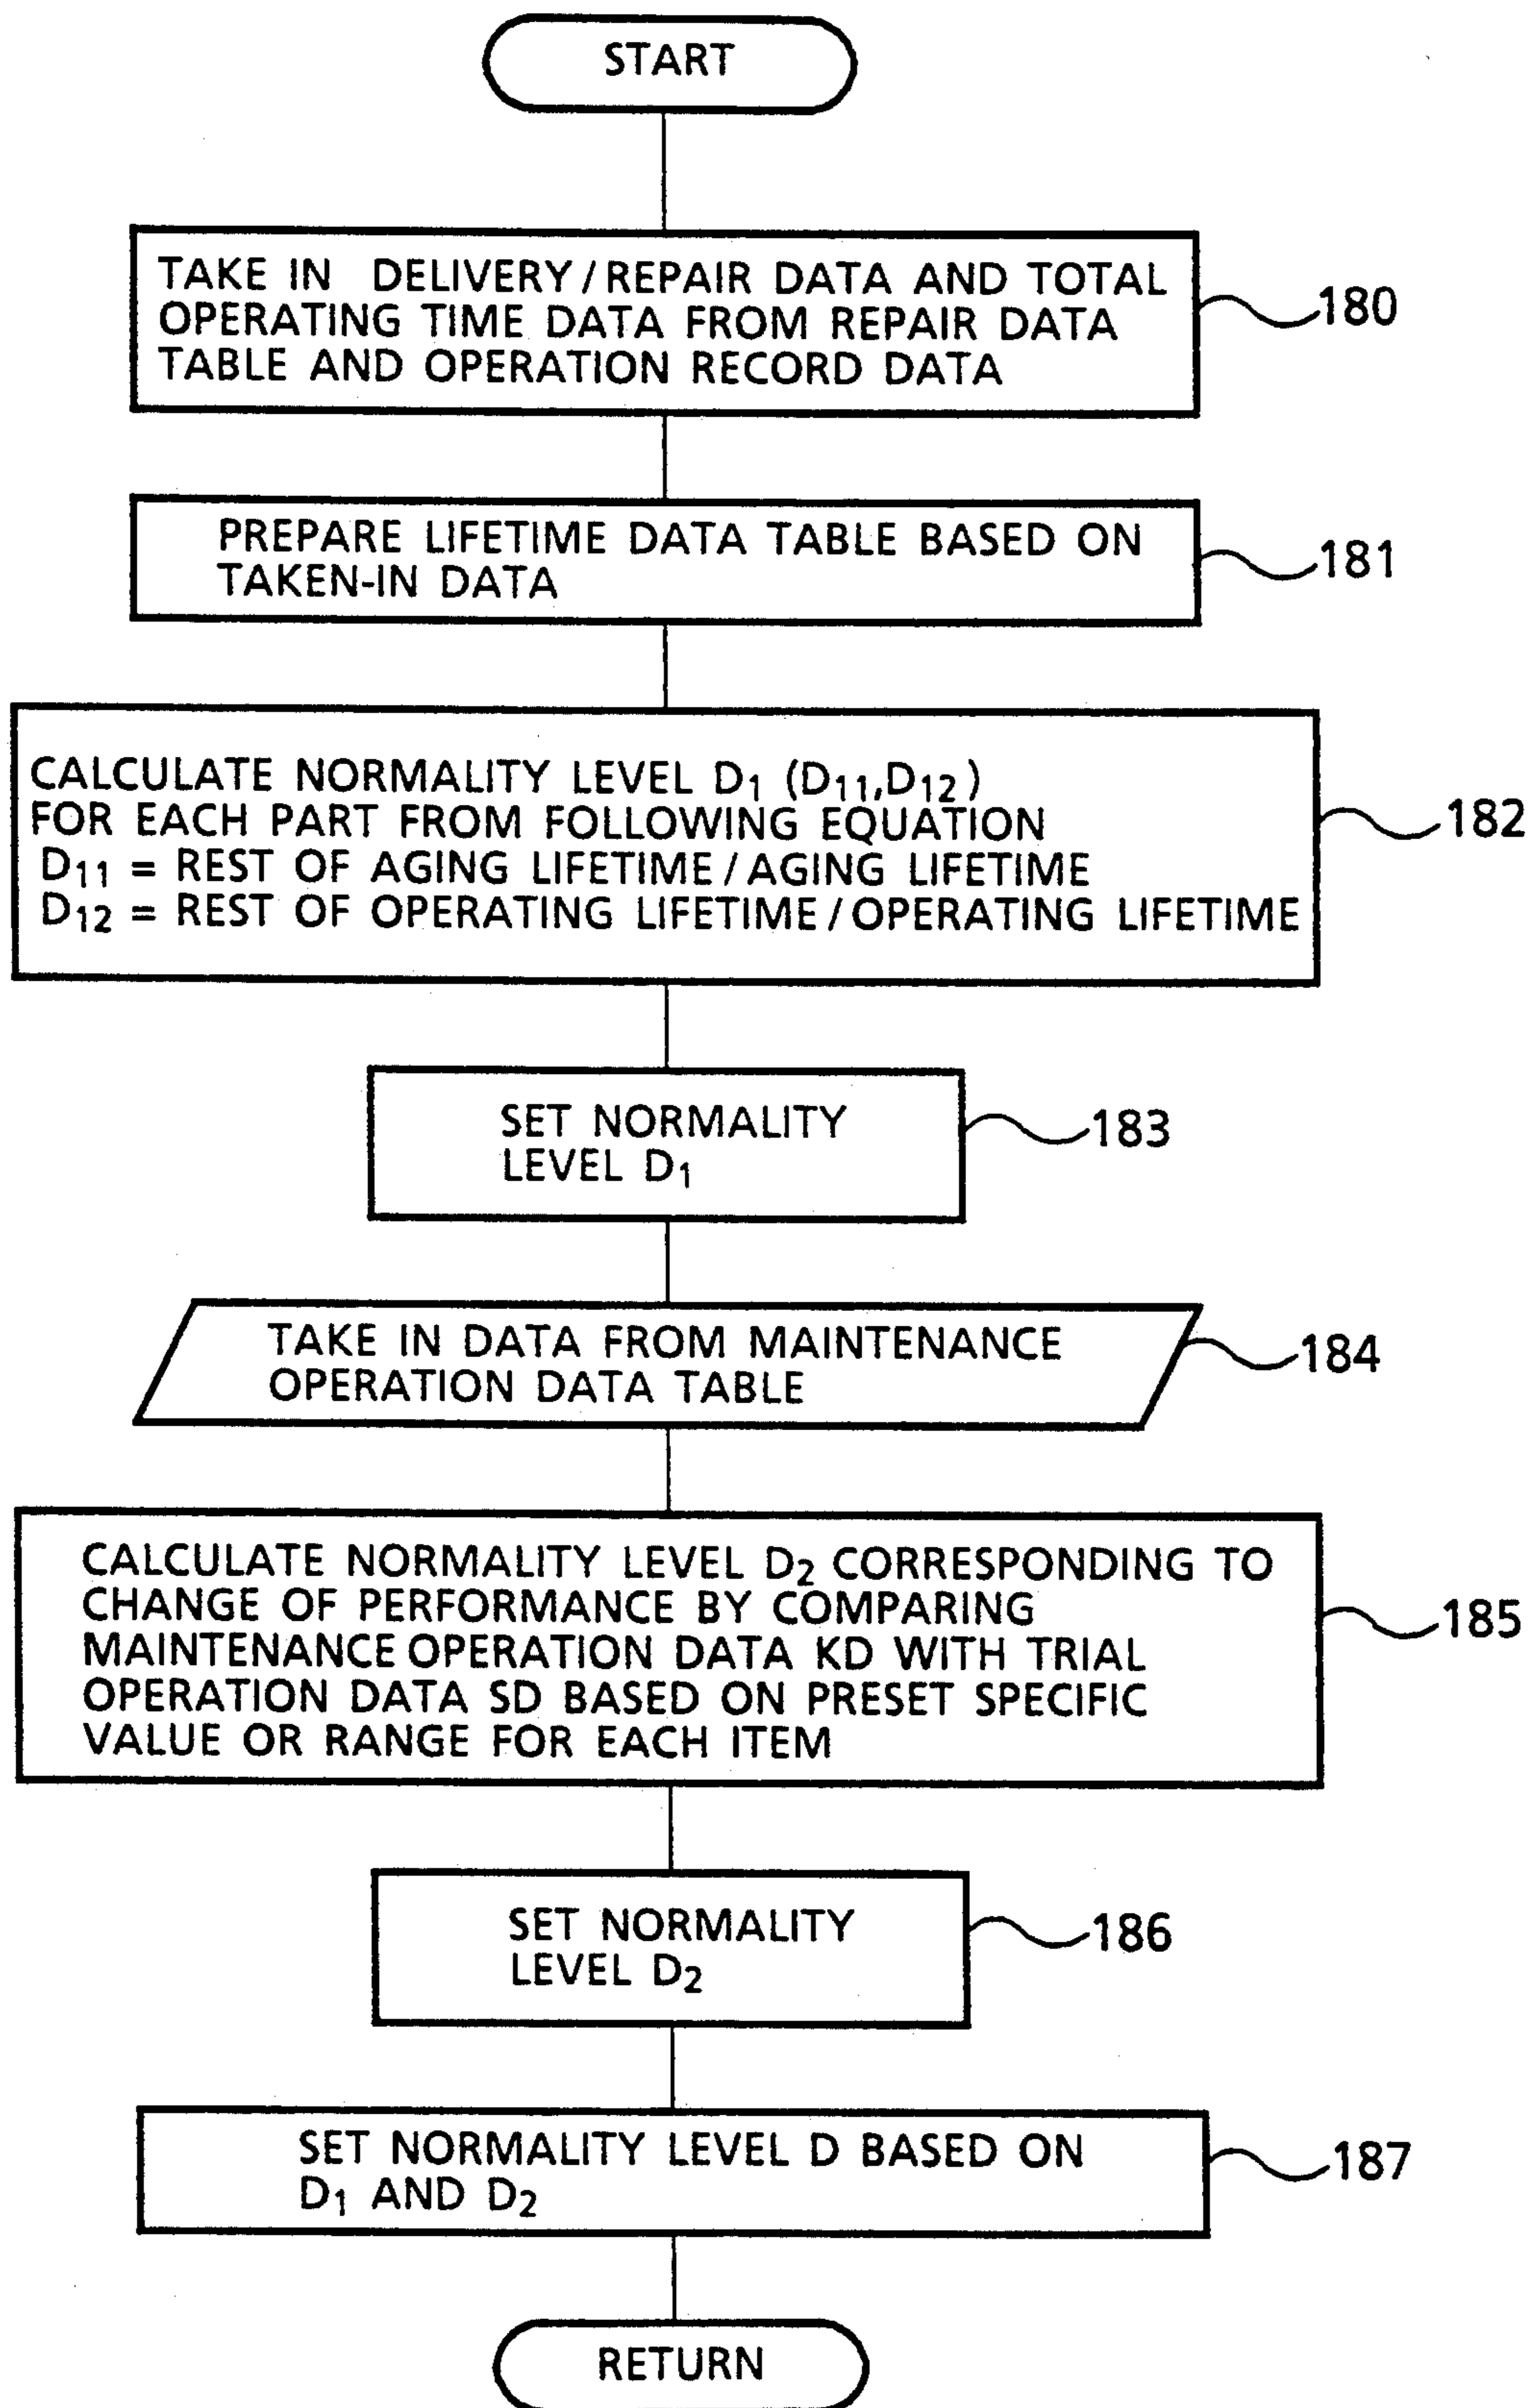 START
TAKE IN DELIVERY/REPAIR DATA AND TOTAL
OPERATING TIME DATA FROM REPAIR DATA
TABLE AND OPERATION RECORD DATA
180
PREPARE LIFETIME DATA TABLE BASED ON
TAKEN-IN DATA
181
CALCULATE NORMALITY LEVEL D₁ (D₁₁,D₁₂)
FOR EACH PART FROM FOLLOWING EQUATION
D₁₁ = REST OF AGING LIFETIME/AGING LIFETIME
D₁₂ = REST OF OPERATING LIFETIME/OPERATING LIFETIME
182
SET NORMALITY
LEVEL D₁
183
TAKE IN DATA FROM MAINTENANCE
OPERATION DATA TABLE
184
CALCULATE NORMALITY LEVEL D₂ CORRESPONDING TO
CHANGE OF PERFORMANCE BY COMPARING
MAINTENANCE OPERATION DATA KD WITH TRIAL
OPERATION DATA SD BASED ON PRESET SPECIFIC
VALUE OR RANGE FOR EACH ITEM
185
SET NORMALITY
LEVEL D₂
186
SET NORMALITY LEVEL D BASED ON
D₁ AND D₂
187
RETURN